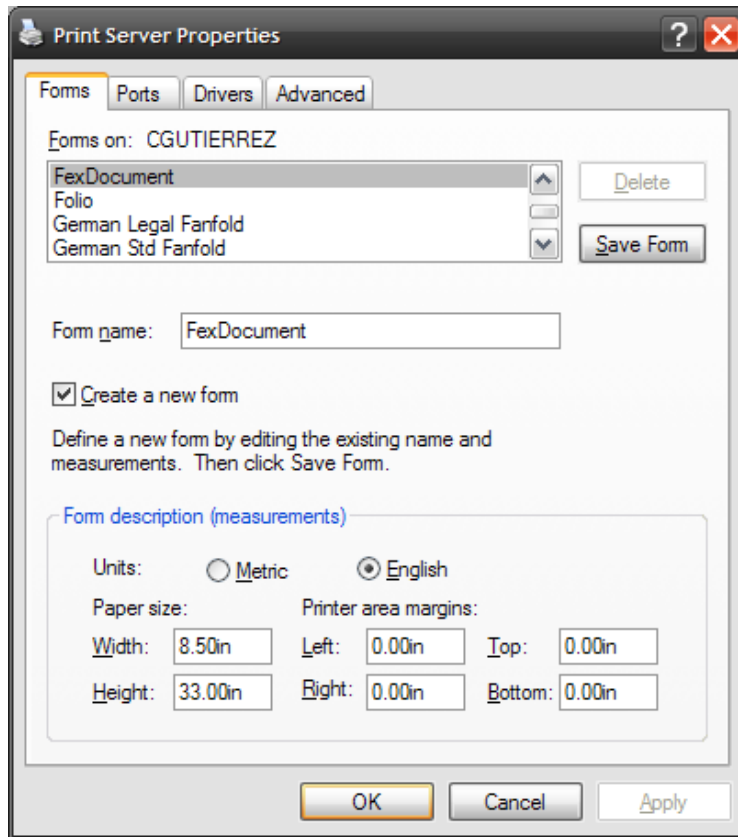 Print Server Properties
Forms Ports Drivers Advanced
Forms on: CGUTIERREZ
FexDocument
Folio
German Legal Fanfold
German Std Fanfold
Delete
Save Form
Form name: FexDocument
Create a new form
Define a new form by editing the existing name and
measurements. Then click Save Form.
Form description (measurements)
Units: Metric English
Paper size: Printer area margins:
Width: 8.50in Left: 0.00in Top: 0.00in
Height: 33.00in Right: 0.00in Bottom: 0.00in
OK Cancel Apply